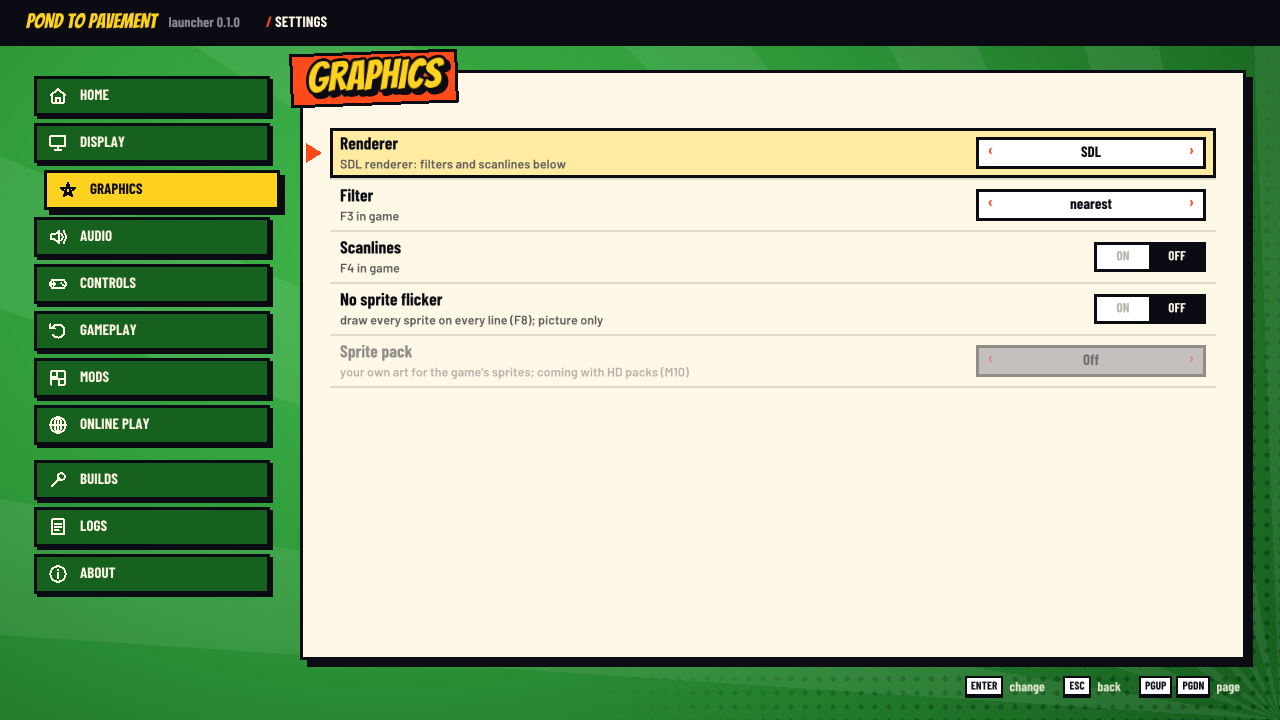 POND TO PAVEMENT launcher 0.1.0 / SETTINGS
GRAPHICS
HOME
DISPLAY
GRAPHICS
AUDIO
CONTROLS
GAMEPLAY
MODS
ONLINE PLAY
BUILDS
LOGS
ABOUT
Renderer
SDL renderer: filters and scanlines below
‹ SDL ›
Filter
F3 in game
‹ nearest ›
Scanlines
F4 in game
ON OFF
No sprite flicker
draw every sprite on every line (F8); picture only
ON OFF
Sprite pack
your own art for the game's sprites; coming with HD packs (M10)
‹ Off ›
ENTER change ESC back PGUP PGDN page